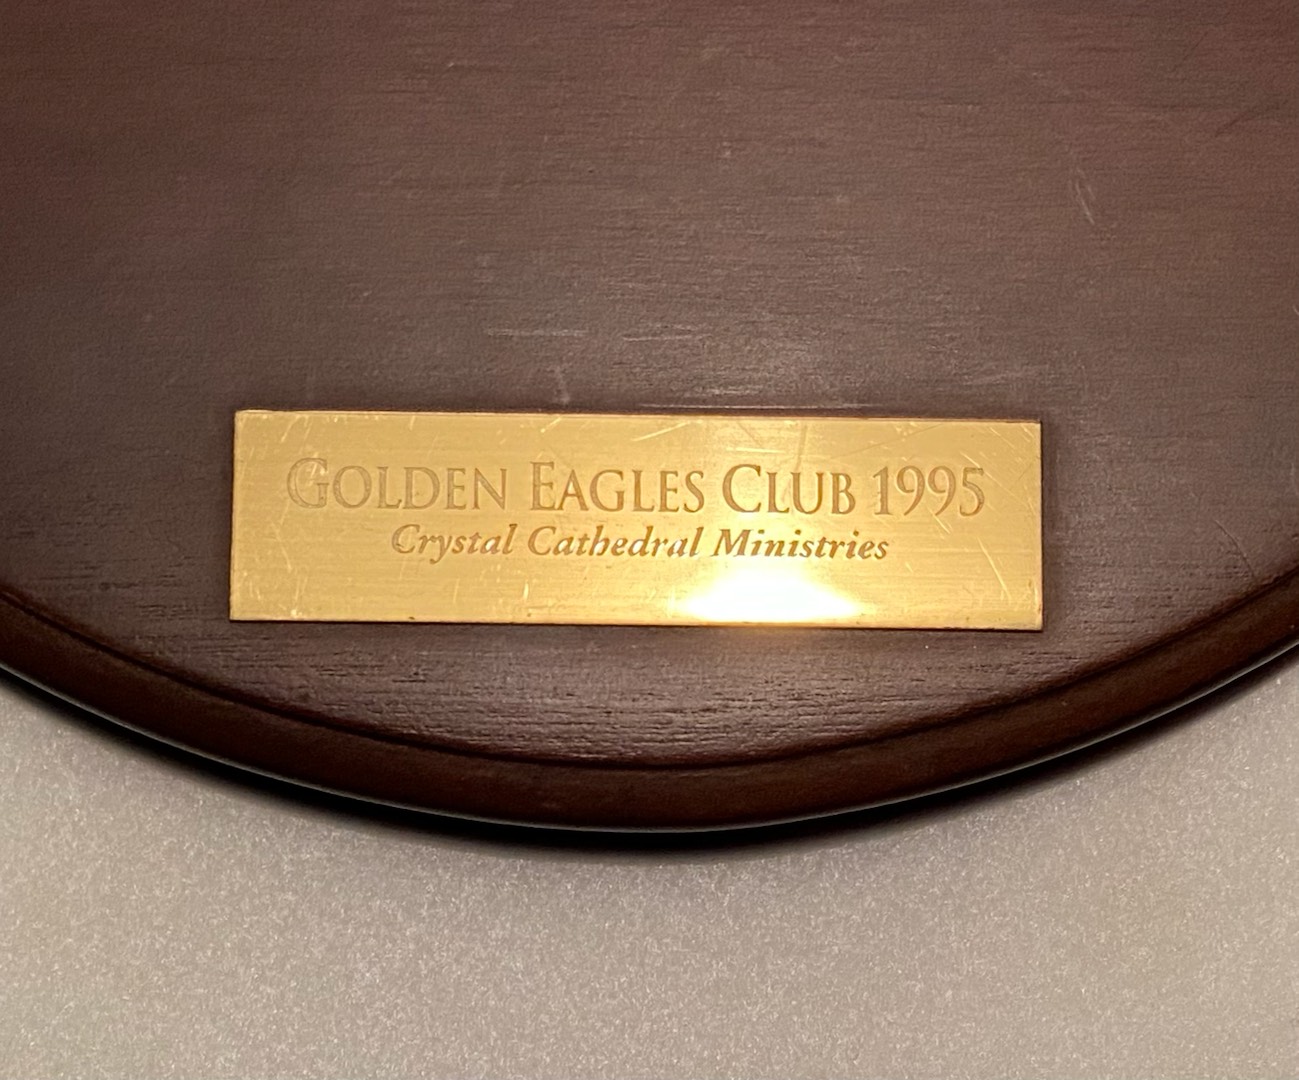 GOLDEN EAGLES CLUB 1995
Crystal Cathedral Ministries